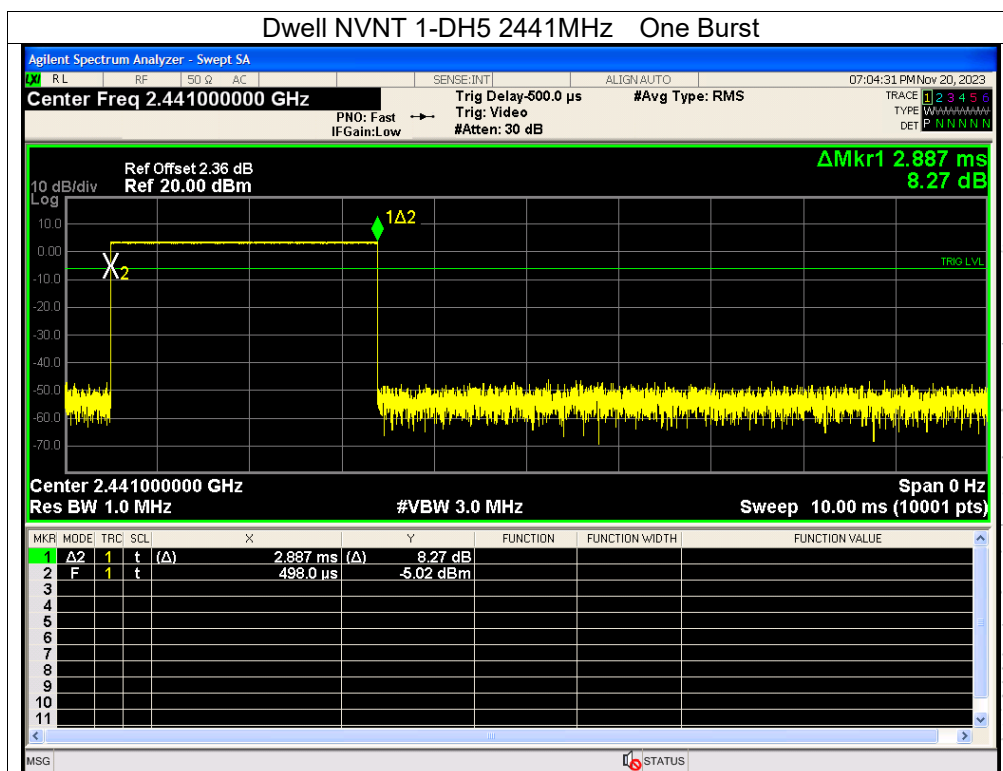 Dwell NVNT 1-DH5 2441MHz One Burst
Agilent Spectrum Analyzer - Swept SA
LXI RL RF 50 Ω AC SENSE:INT ALIGN AUTO 07:04:31 PM Nov 20, 2023
Center Freq 2.441000000 GHz
PNO: Fast
IFGain:Low
Trig Delay-500.0 µs
Trig: Video
#Atten: 30 dB
#Avg Type: RMS
TRACE 1 2 3 4 5 6
TYPE WWWWWW
DET P N N N N N
ΔMkr1 2.887 ms
8.27 dB
Ref Offset 2.36 dB
10 dB/div Ref 20.00 dBm
Log
10.0
0.00
-10.0
-20.0
-30.0
-40.0
-50.0
-60.0
-70.0
1Δ2
2
TRIG LVL
Center 2.441000000 GHz Span 0 Hz
Res BW 1.0 MHz #VBW 3.0 MHz Sweep 10.00 ms (10001 pts)
MKR MODE TRC SCL X Y FUNCTION FUNCTION WIDTH FUNCTION VALUE
1 Δ2 1 t (Δ) 2.887 ms (Δ) 8.27 dB
2 F 1 t 498.0 µs -5.02 dBm
3
4
5
6
7
8
9
10
11
MSG STATUS